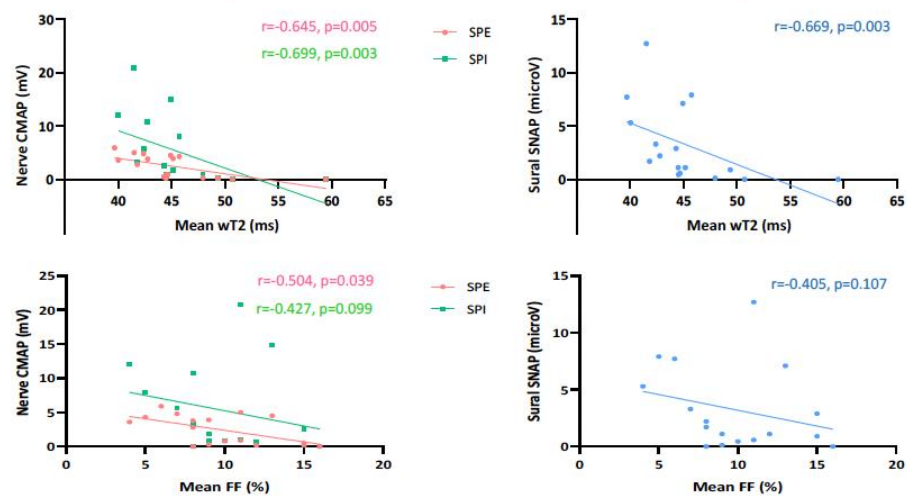 r=-0.645, p=0.005
r=-0.699, p=0.003
SPE
SPI
Nerve CMAP (mV)
30
20
10
0
40 45 50 55 60 65
Mean wT2 (ms)
r=-0.669, p=0.003
Sural SNAP (microV)
15
10
5
0
40 45 50 55 60 65
Mean wT2 (ms)
r=-0.504, p=0.039
r=-0.427, p=0.099
SPE
SPI
Nerve CMAP (mV)
25
20
15
10
5
0
0 5 10 15 20
Mean FF (%)
r=-0.405, p=0.107
Sural SNAP (microV)
15
10
5
0
0 5 10 15 20
Mean FF (%)